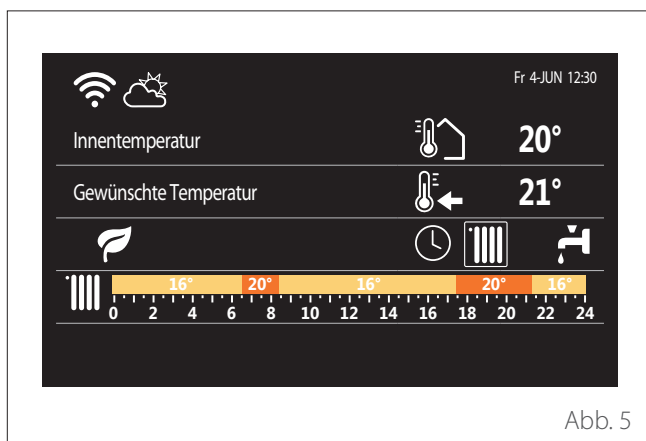 Fr 4-JUN 12:30
Innentemperatur 20°
Gewünschte Temperatur 21°
16° 20° 16° 20° 16°
0 2 4 6 8 10 12 14 16 18 20 22 24
Abb. 5